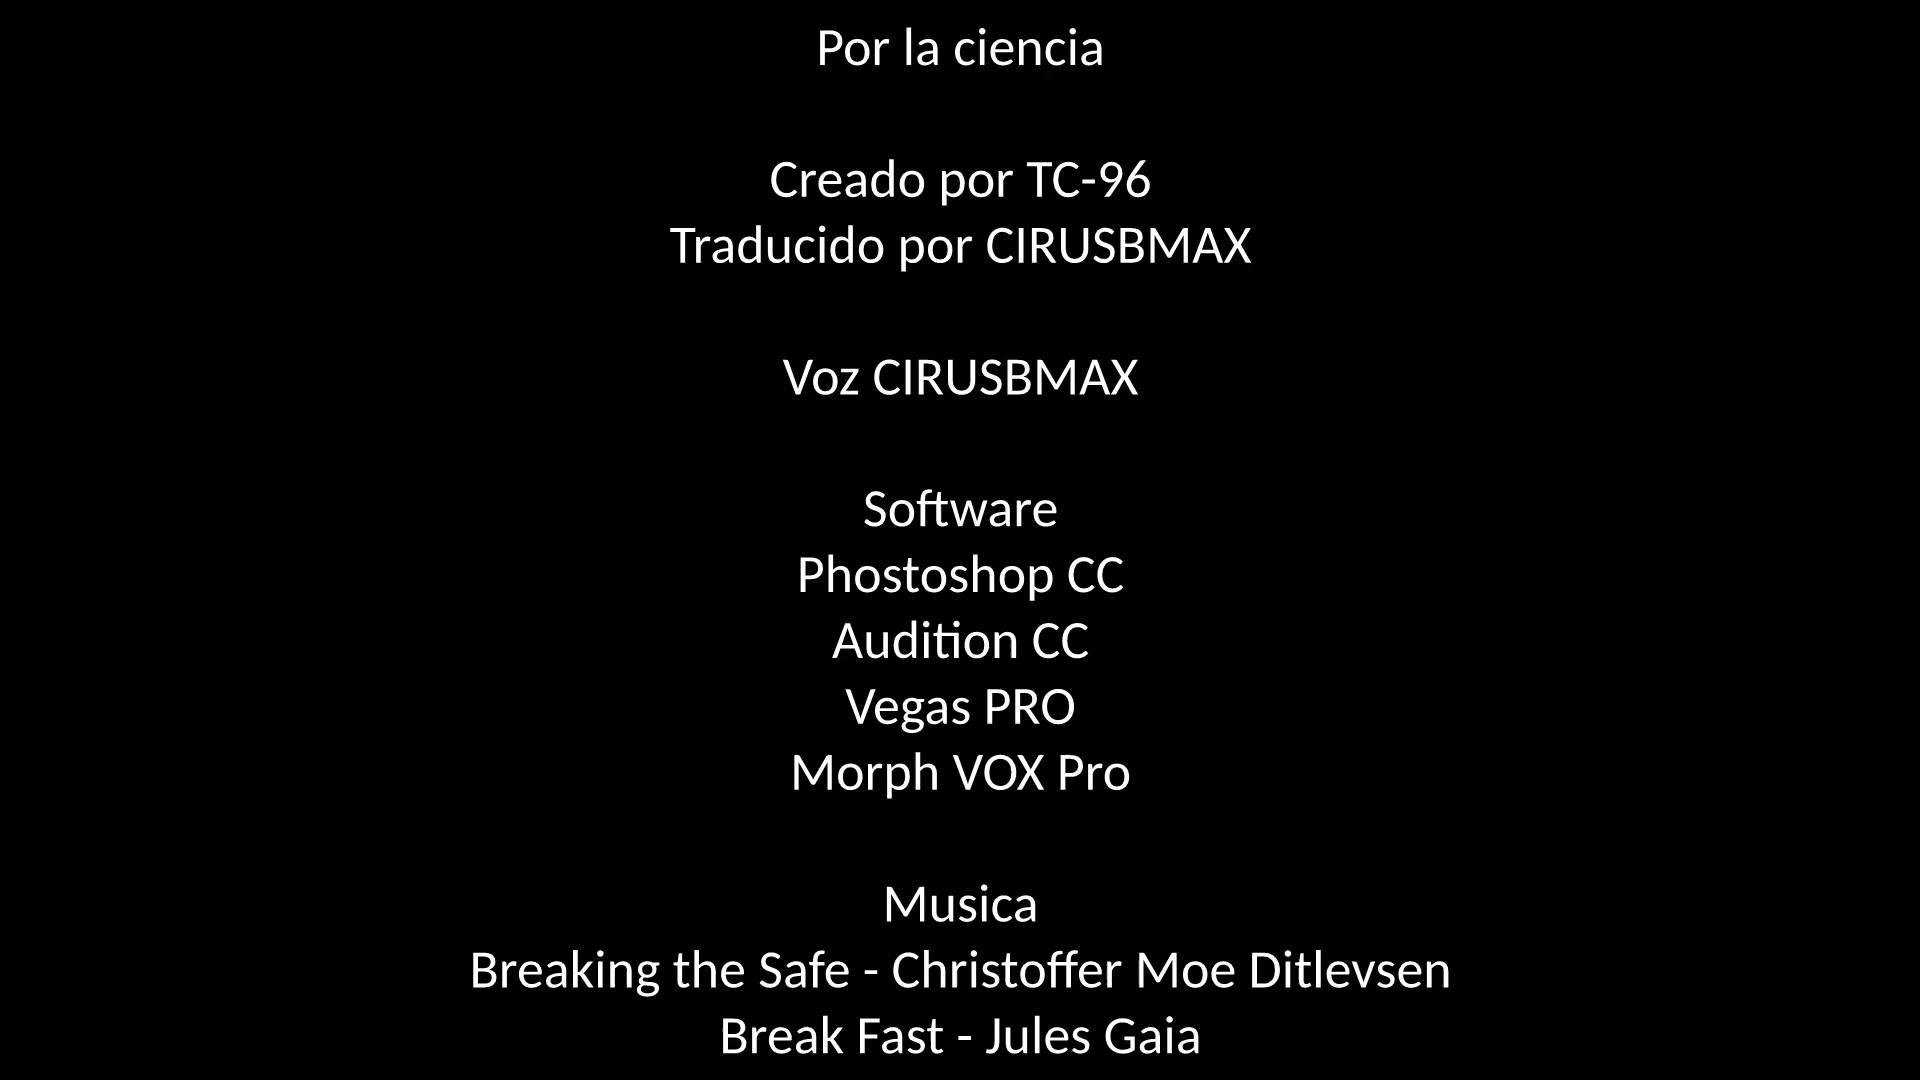 Por la ciencia
Creado por TC-96
Traducido por CIRUSBMAX
Voz CIRUSBMAX
Software
Phostoshop CC
Audition CC
Vegas PRO
Morph VOX Pro
Musica
Breaking the Safe - Christoffer Moe Ditlevsen
Break Fast - Jules Gaia